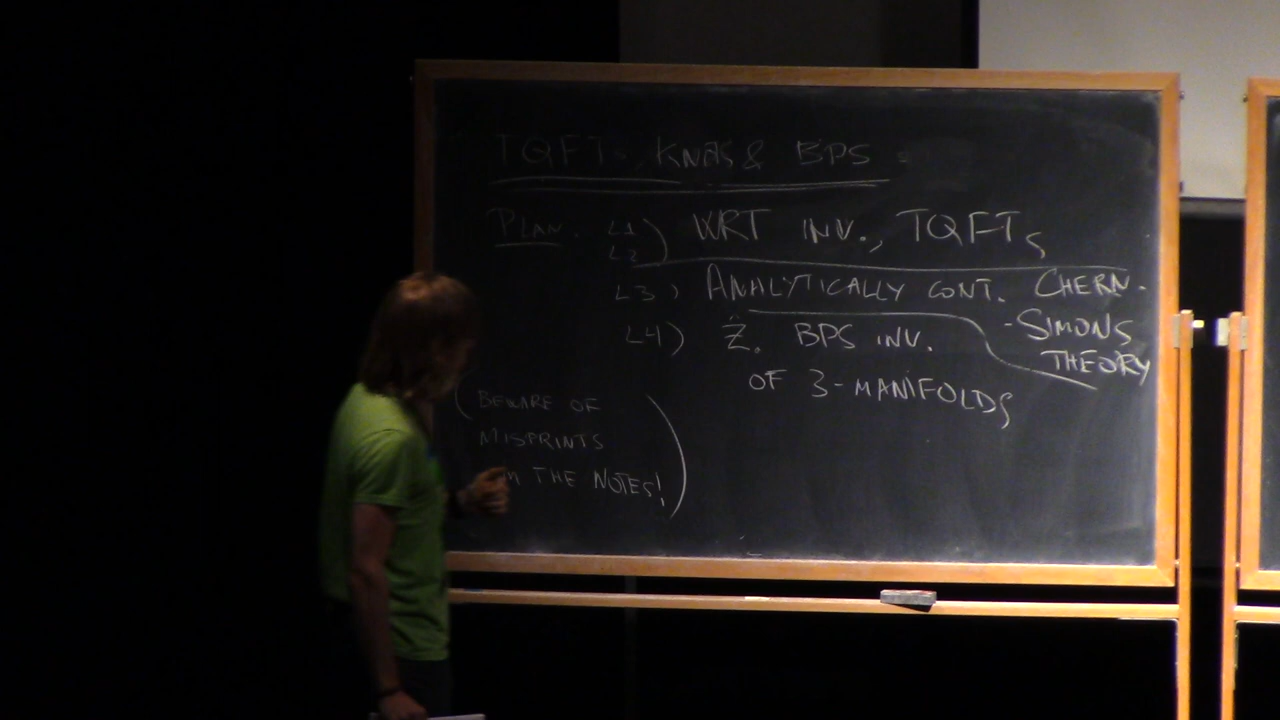 TQFTs, KNOTS & BPS
PLAN. L1) WRT INV., TQFTs
L2
L3) ANALYTICALLY CONT. CHERN-
-SIMONS
THEORY
L4) Ẑ. BPS INV.
OF 3-MANIFOLDS
(BEWARE OF
MISPRINTS
IN THE NOTES!)